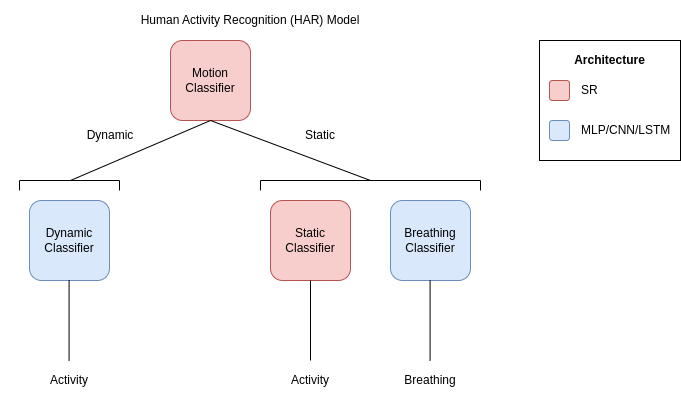 Human Activity Recognition (HAR) Model
Motion
Classifier
Architecture
SR
MLP/CNN/LSTM
Dynamic
Static
Dynamic
Classifier
Static
Classifier
Breathing
Classifier
Activity
Activity
Breathing